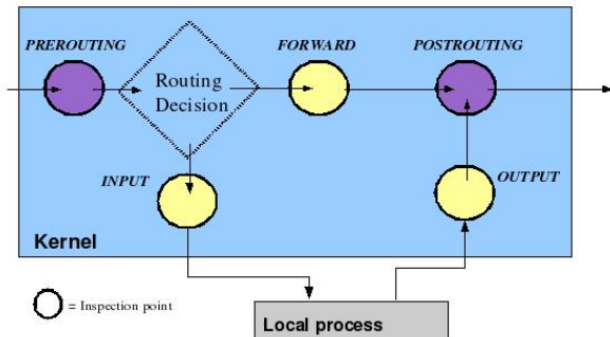 PREROUTING
FORWARD
POSTROUTING
Routing
Decision
INPUT
OUTPUT
Kernel
= Inspection point
Local process